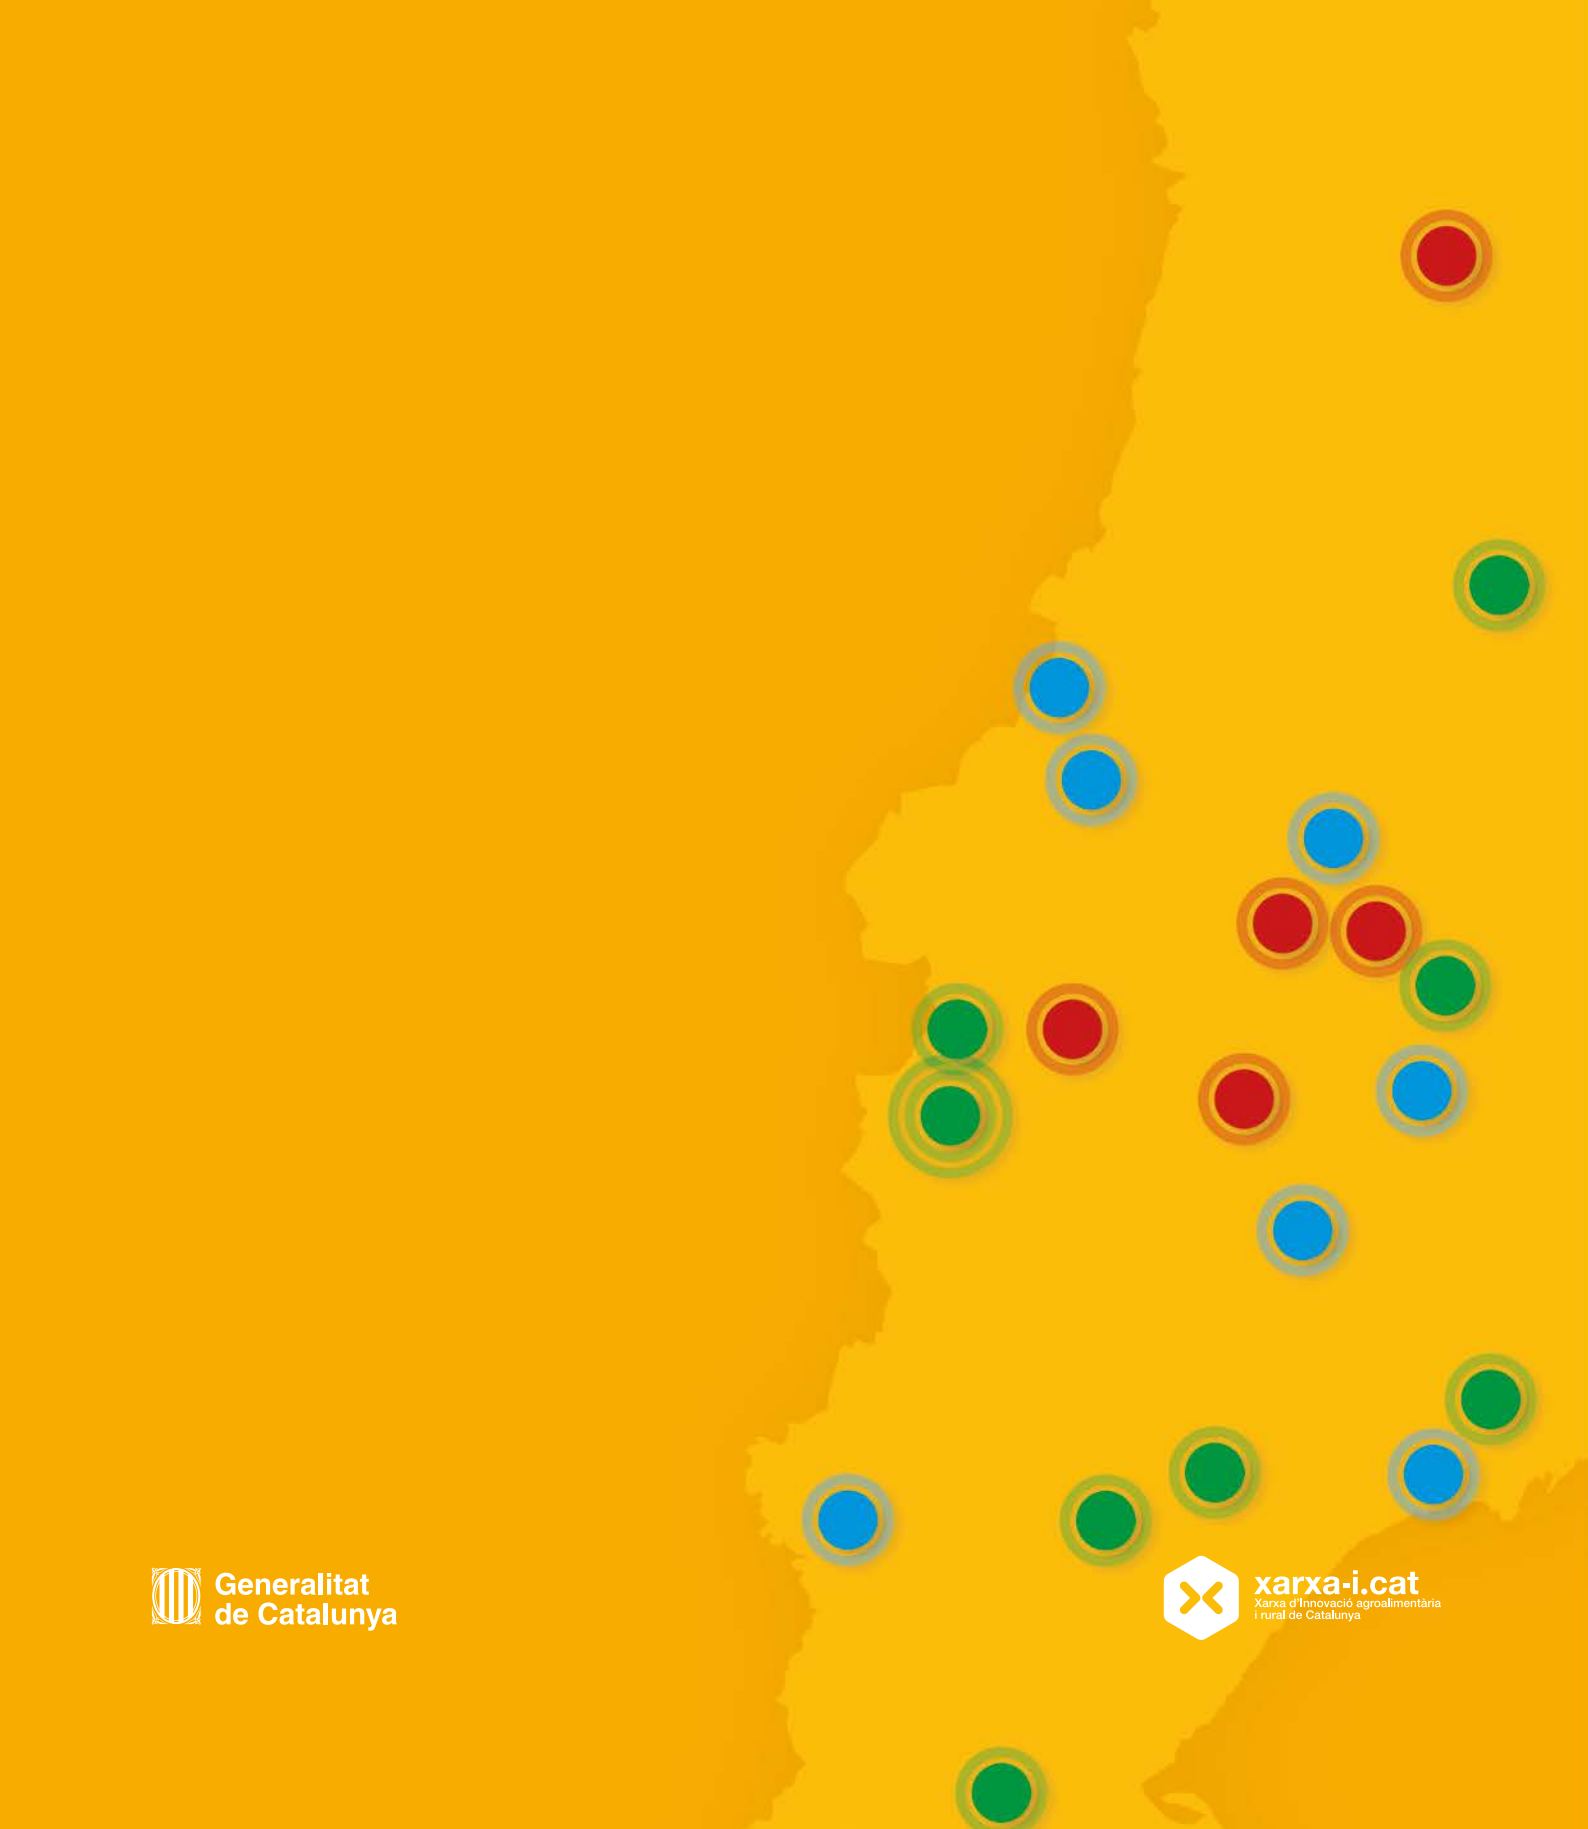 Generalitat
de Catalunya
xarxa-i.cat
Xarxa d'Innovació agroalimentària
i rural de Catalunya